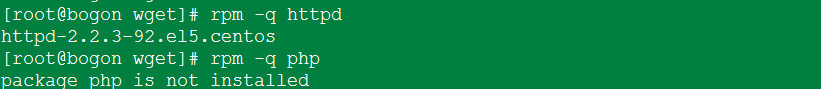 [root@bogon wget]# rpm -q httpd
httpd-2.2.3-92.el5.centos
[root@bogon wget]# rpm -q php
package php is not installed